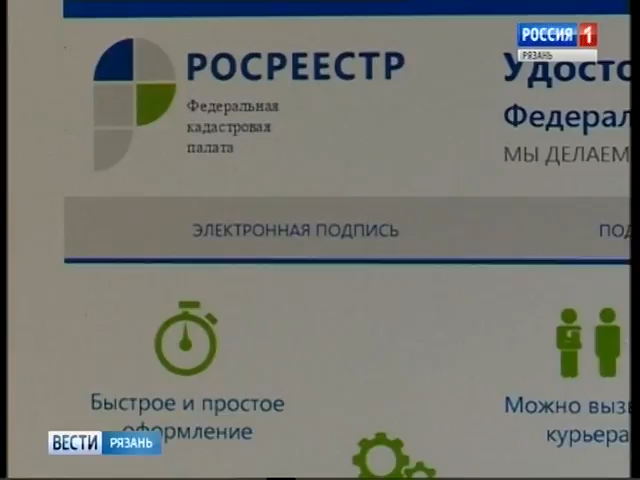 РОССИЯ 1
РЯЗАНЬ
РОСРЕЕСТР
Федеральная
кадастровая
палата
Удосто
Федерал
МЫ ДЕЛАЕМ
ЭЛЕКТРОННАЯ ПОДПИСЬ
ПОД
Быстрое и простое
оформление
Можно вызв
курьера
ВЕСТИ РЯЗАНЬ